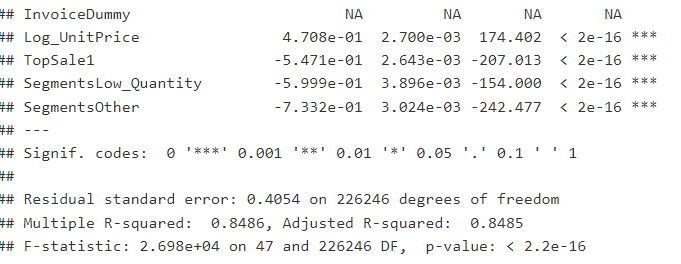 ## InvoiceDummy NA NA NA NA
## Log_UnitPrice 4.708e-01 2.700e-03 174.402 < 2e-16 ***
## TopSale1 -5.471e-01 2.643e-03 -207.013 < 2e-16 ***
## SegmentsLow_Quantity -5.999e-01 3.896e-03 -154.000 < 2e-16 ***
## SegmentsOther -7.332e-01 3.024e-03 -242.477 < 2e-16 ***
## ---
## Signif. codes: 0 '***' 0.001 '**' 0.01 '*' 0.05 '.' 0.1 ' ' 1
##
## Residual standard error: 0.4054 on 226246 degrees of freedom
## Multiple R-squared: 0.8486, Adjusted R-squared: 0.8485
## F-statistic: 2.698e+04 on 47 and 226246 DF, p-value: < 2.2e-16